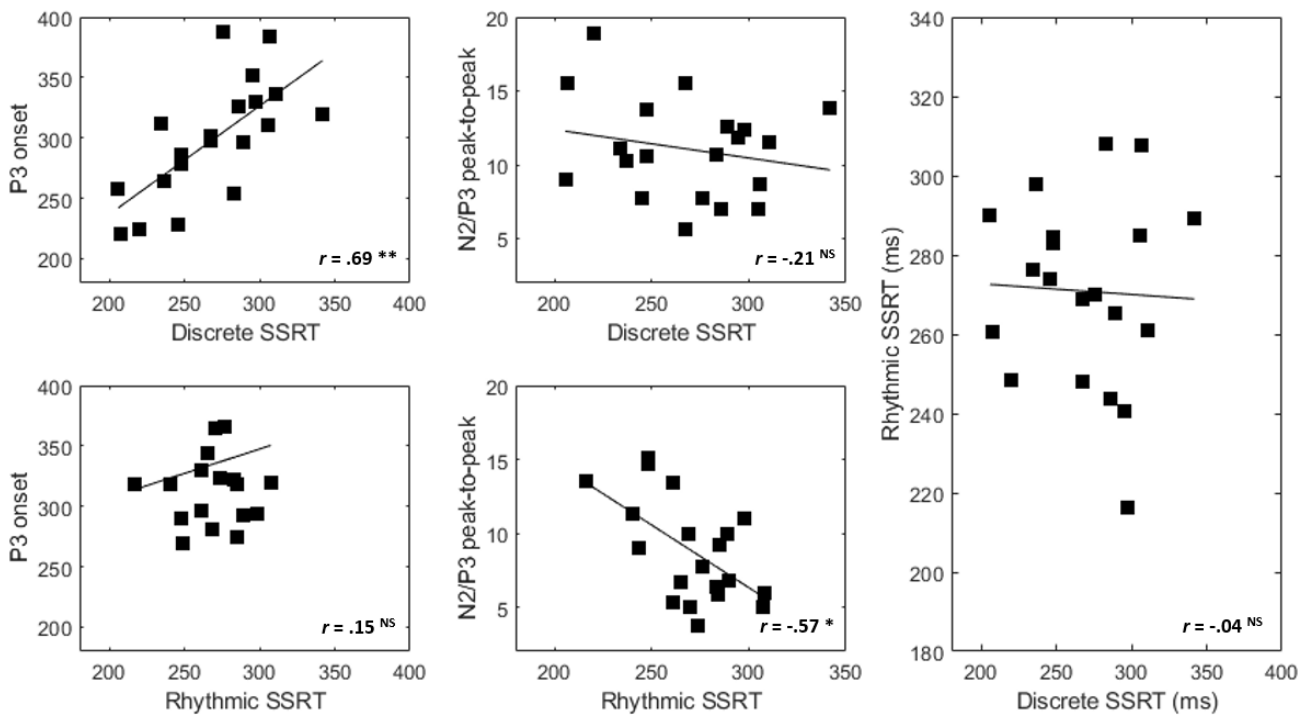 400
350
300
250
200
P3 onset
200 250 300 350 400
Discrete SSRT
r = .69 **
20
15
10
5
N2/P3 peak-to-peak
200 250 300 350
Discrete SSRT
r = -.21 NS
400
350
300
250
200
P3 onset
200 250 300 350 400
Rhythmic SSRT
r = .15 NS
20
15
10
5
N2/P3 peak-to-peak
200 250 300 350
Rhythmic SSRT
r = -.57 *
340
320
300
280
260
240
220
200
180
Rhythmic SSRT (ms)
200 250 300 350 400
Discrete SSRT (ms)
r = -.04 NS